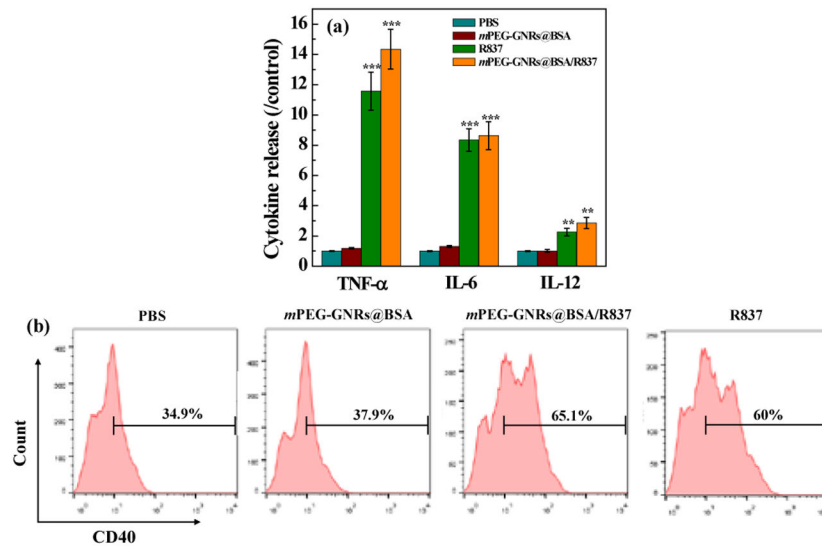 (a)
PBS
mPEG-GNRs@BSA
R837
mPEG-GNRs@BSA/R837
Cytokine release (/control)
16
14
12
10
8
6
4
2
0
*** ***
*** ***
** **
TNF-α IL-6 IL-12
(b)
PBS mPEG-GNRs@BSA mPEG-GNRs@BSA/R837 R837
34.9% 37.9% 65.1% 60%
Count
CD40